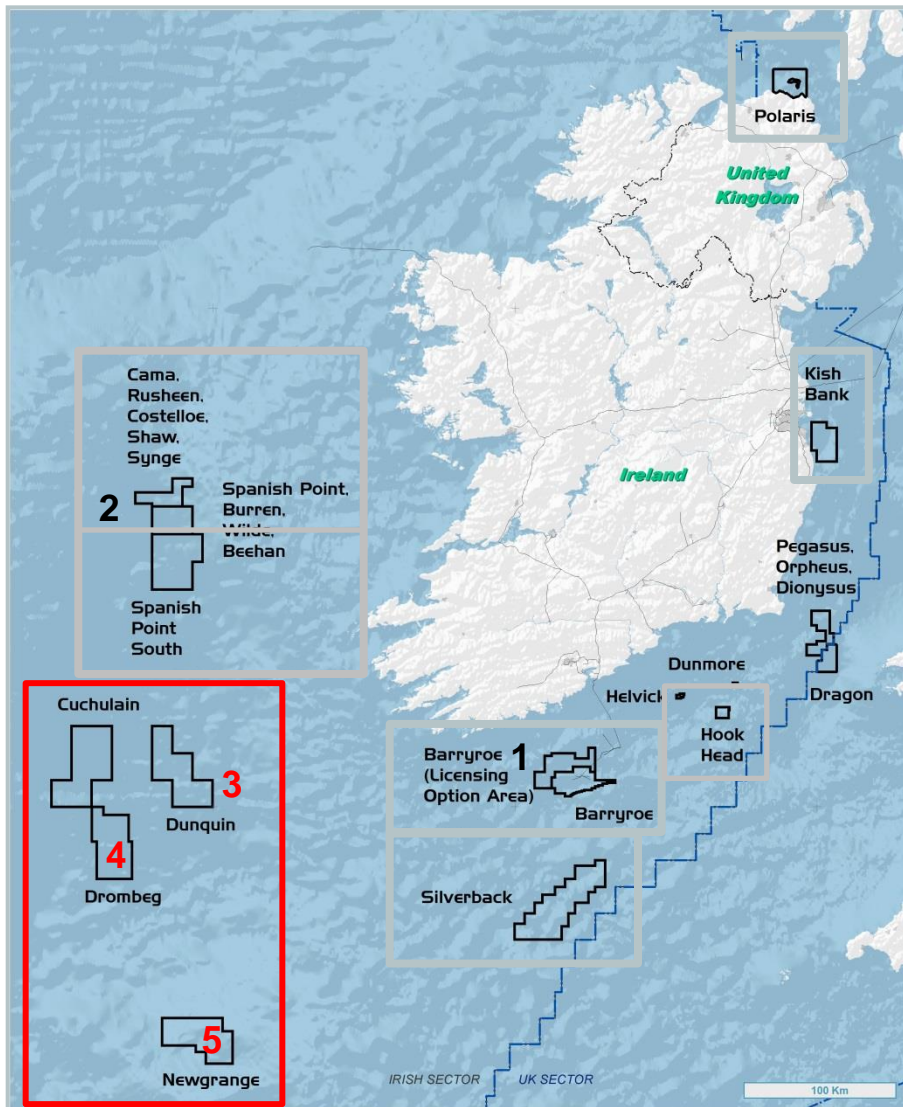 Polaris
United
Kingdom
Cama,
Rusheen,
Costelloe,
Shaw,
Synge
Kish
Bank
2
Spanish Point,
Burren,
Wilde,
Beehan
Ireland
Spanish
Point
South
Pegasus,
Orpheus,
Dionysus
Dunmore
Helvick
Dragon
Hook
Head
Cuchulain
3
Dunquin
4
Drombeg
1
Barryroe
(Licensing
Option Area)
Barryroe
Silverback
5
Newgrange
IRISH SECTOR
UK SECTOR
100 Km